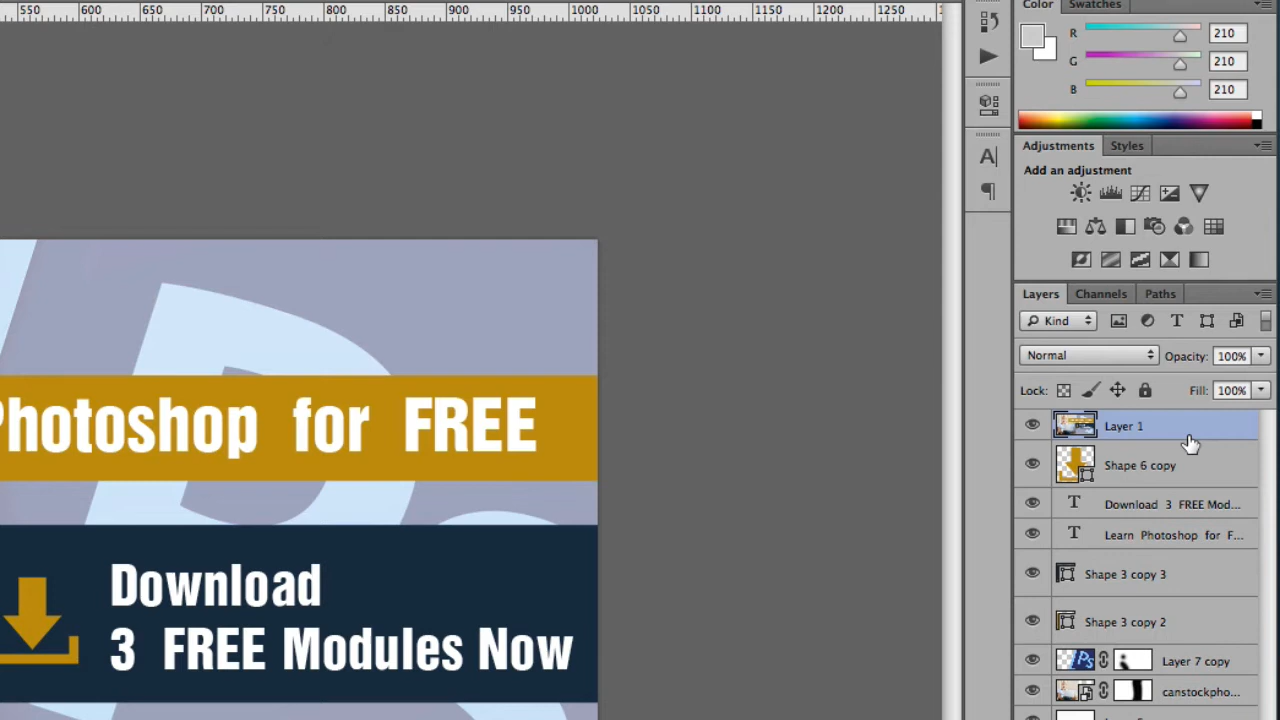 550 600 650 700 750 800 850 900 950 1000 1050 1100 1150 1200 1250
Color Swatches
R 210
G 210
B 210
Adjustments Styles
Add an adjustment
Layers Channels Paths
Kind
Normal Opacity: 100%
Lock: Fill: 100%
Layer 1
Shape 6 copy
Download 3 FREE Mod...
Learn Photoshop for F...
Shape 3 copy 3
Shape 3 copy 2
Layer 7 copy
canstockpho...
Photoshop for FREE
Download
3 FREE Modules Now